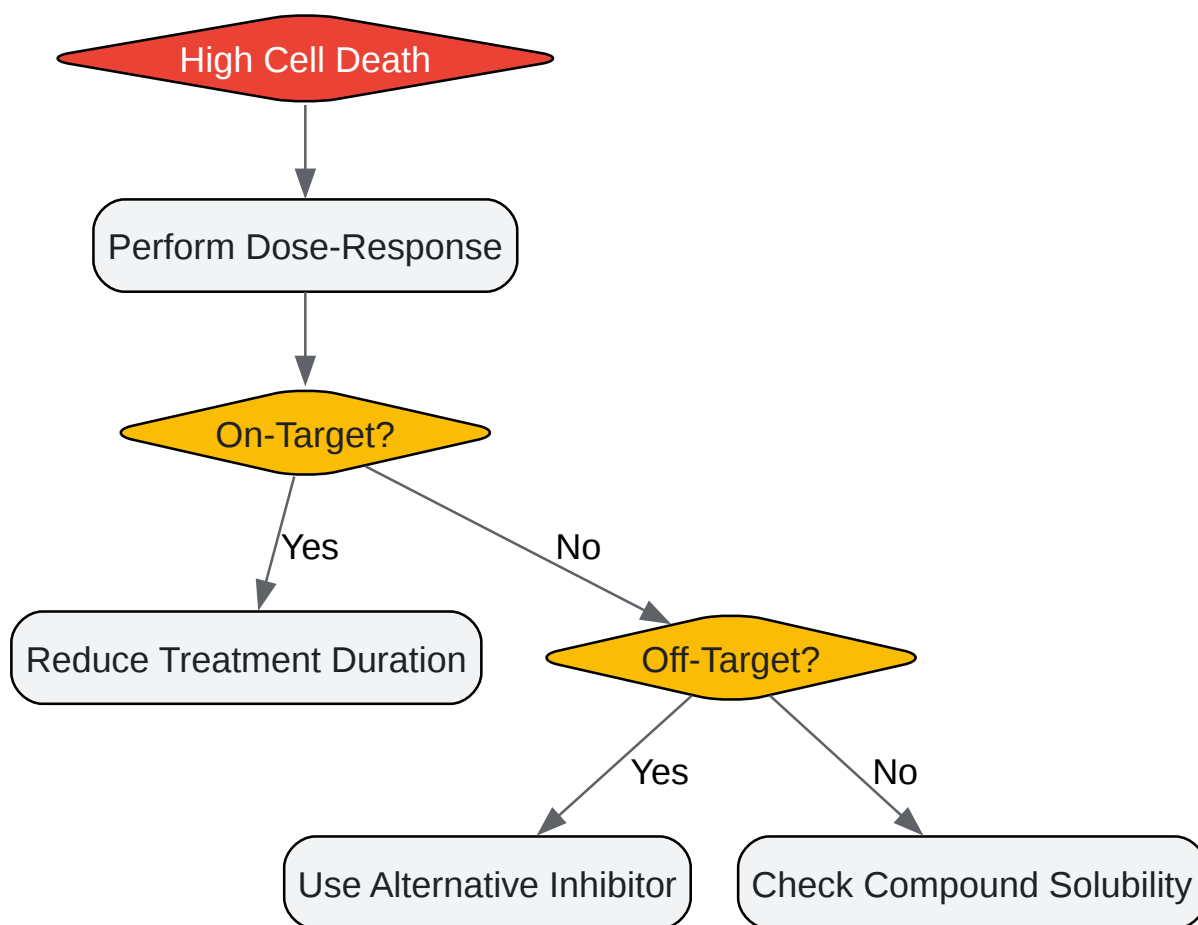 High Cell Death
Perform Dose-Response
On-Target?
Yes
No
Reduce Treatment Duration
Off-Target?
Yes
No
Use Alternative Inhibitor
Check Compound Solubility